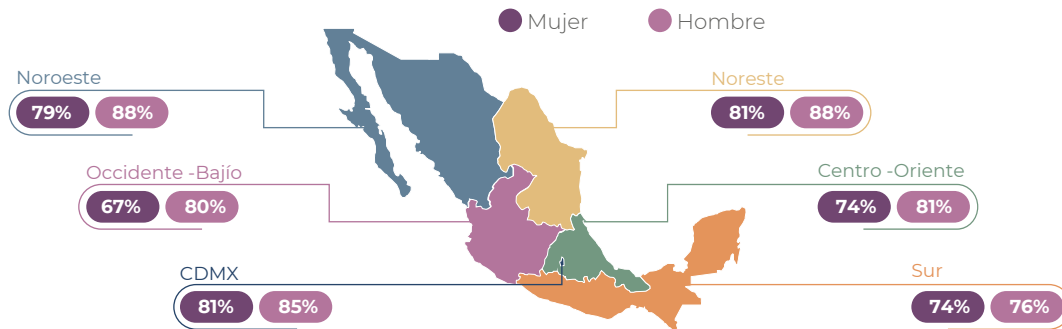 Mujer Hombre
Noroeste
79% 88%
Noreste
81% 88%
Occidente -Bajío
67% 80%
Centro -Oriente
74% 81%
CDMX
81% 85%
Sur
74% 76%